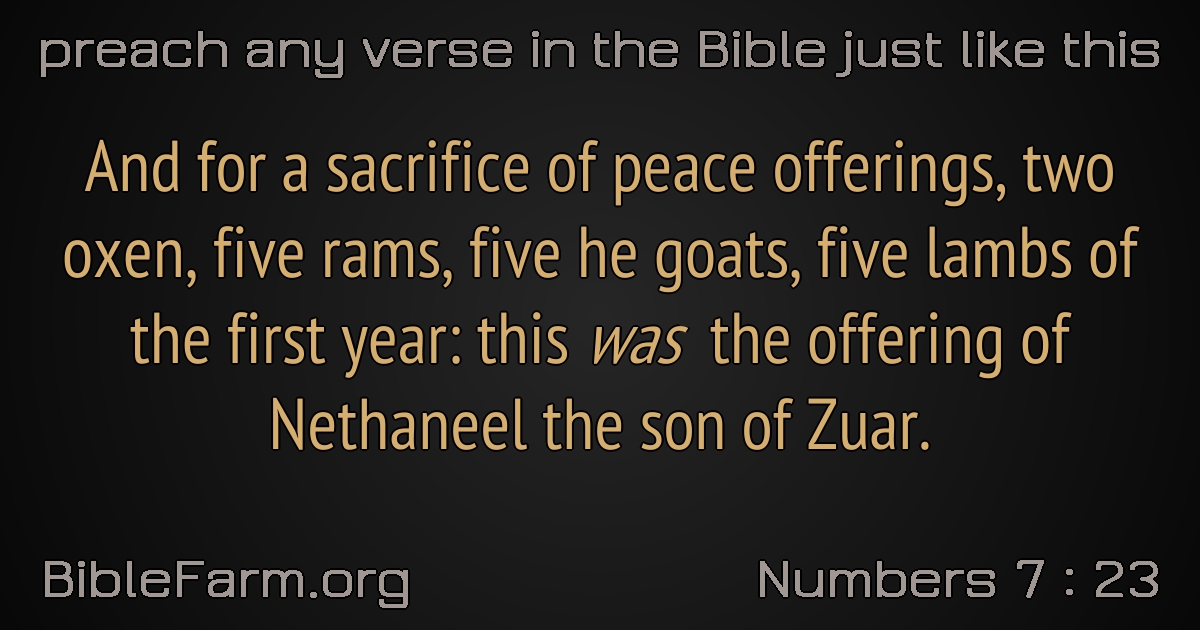 preach any verse in the Bible just like this
And for a sacrifice of peace offerings, two
oxen, five rams, five he goats, five lambs of
the first year: this was the offering of
Nethaneel the son of Zuar.
BibleFarm.org
Numbers 7 : 23